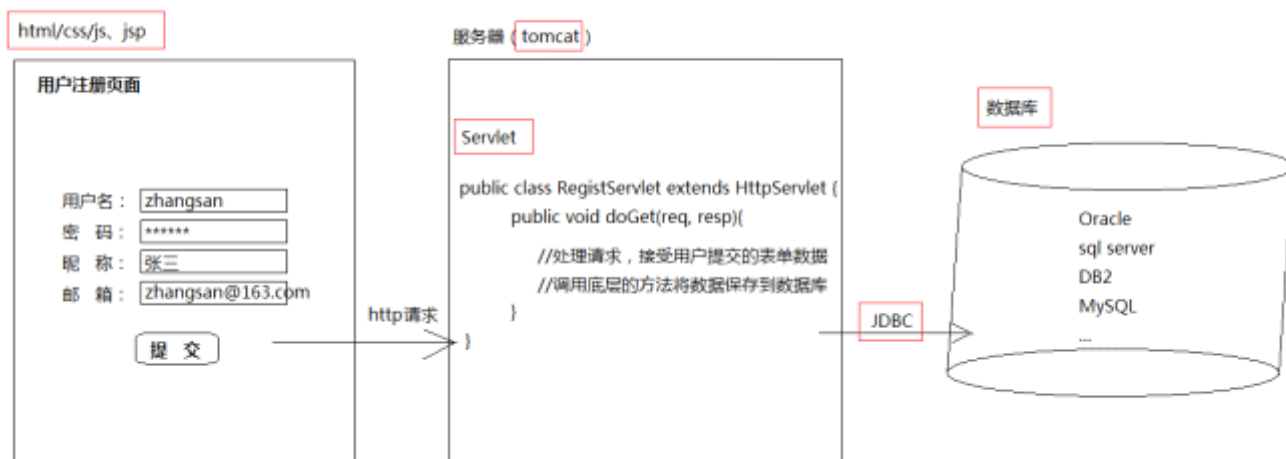 html/css/js、jsp
用户注册页面
用户名： zhangsan
密 码： ******
昵 称： 张三
邮 箱： zhangsan@163.com
提 交
http请求
服务器（tomcat）
Servlet
public class RegistServlet extends HttpServlet {
public void doGet(req, resp){
//处理请求，接受用户提交的表单数据
//调用底层的方法将数据保存到数据库
}
}
JDBC
数据库
Oracle
sql server
DB2
MySQL
....